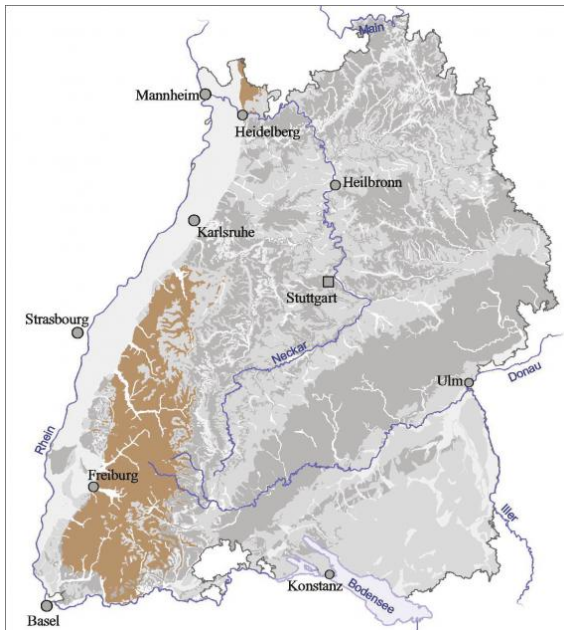 Main
Mannheim
Heidelberg
Heilbronn
Karlsruhe
Stuttgart
Strasbourg
Neckar
Ulm
Donau
Rhein
Freiburg
Iller
Konstanz
Bodensee
Basel